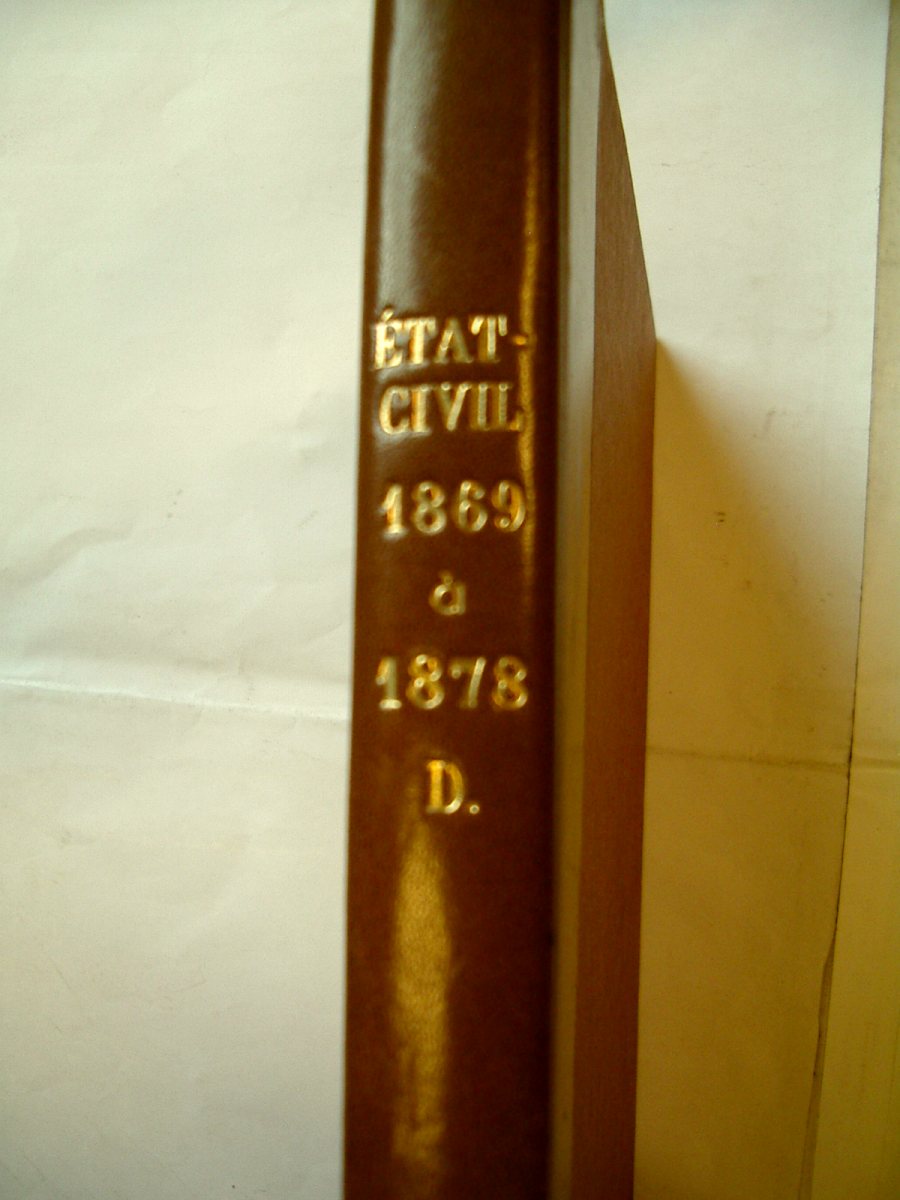 ÉTAT-
CIVIL
1869
à
1878
D.